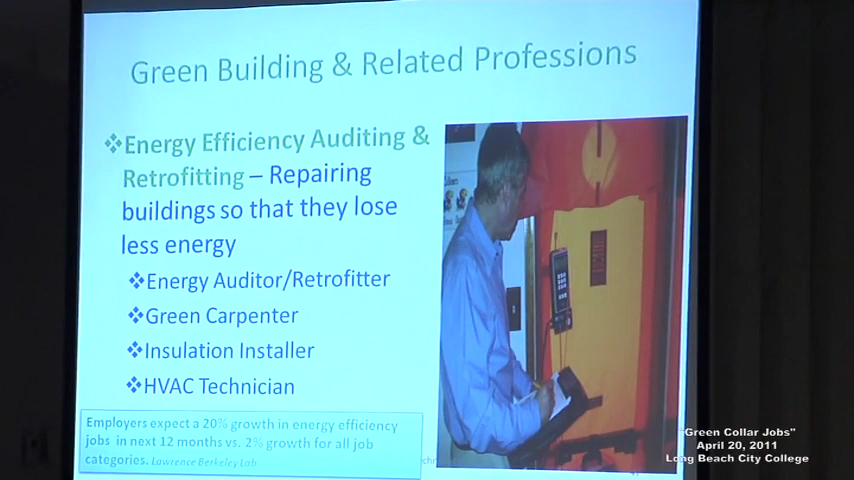 Green Building & Related Professions
❖Energy Efficiency Auditing &
Retrofitting – Repairing
buildings so that they lose
less energy
❖Energy Auditor/Retrofitter
❖Green Carpenter
❖Insulation Installer
❖HVAC Technician
Employers expect a 20% growth in energy efficiency
jobs in next 12 months vs. 2% growth for all job
categories. Lawrence Berkeley Lab
"Green Collar Jobs"
April 20, 2011
Long Beach City College